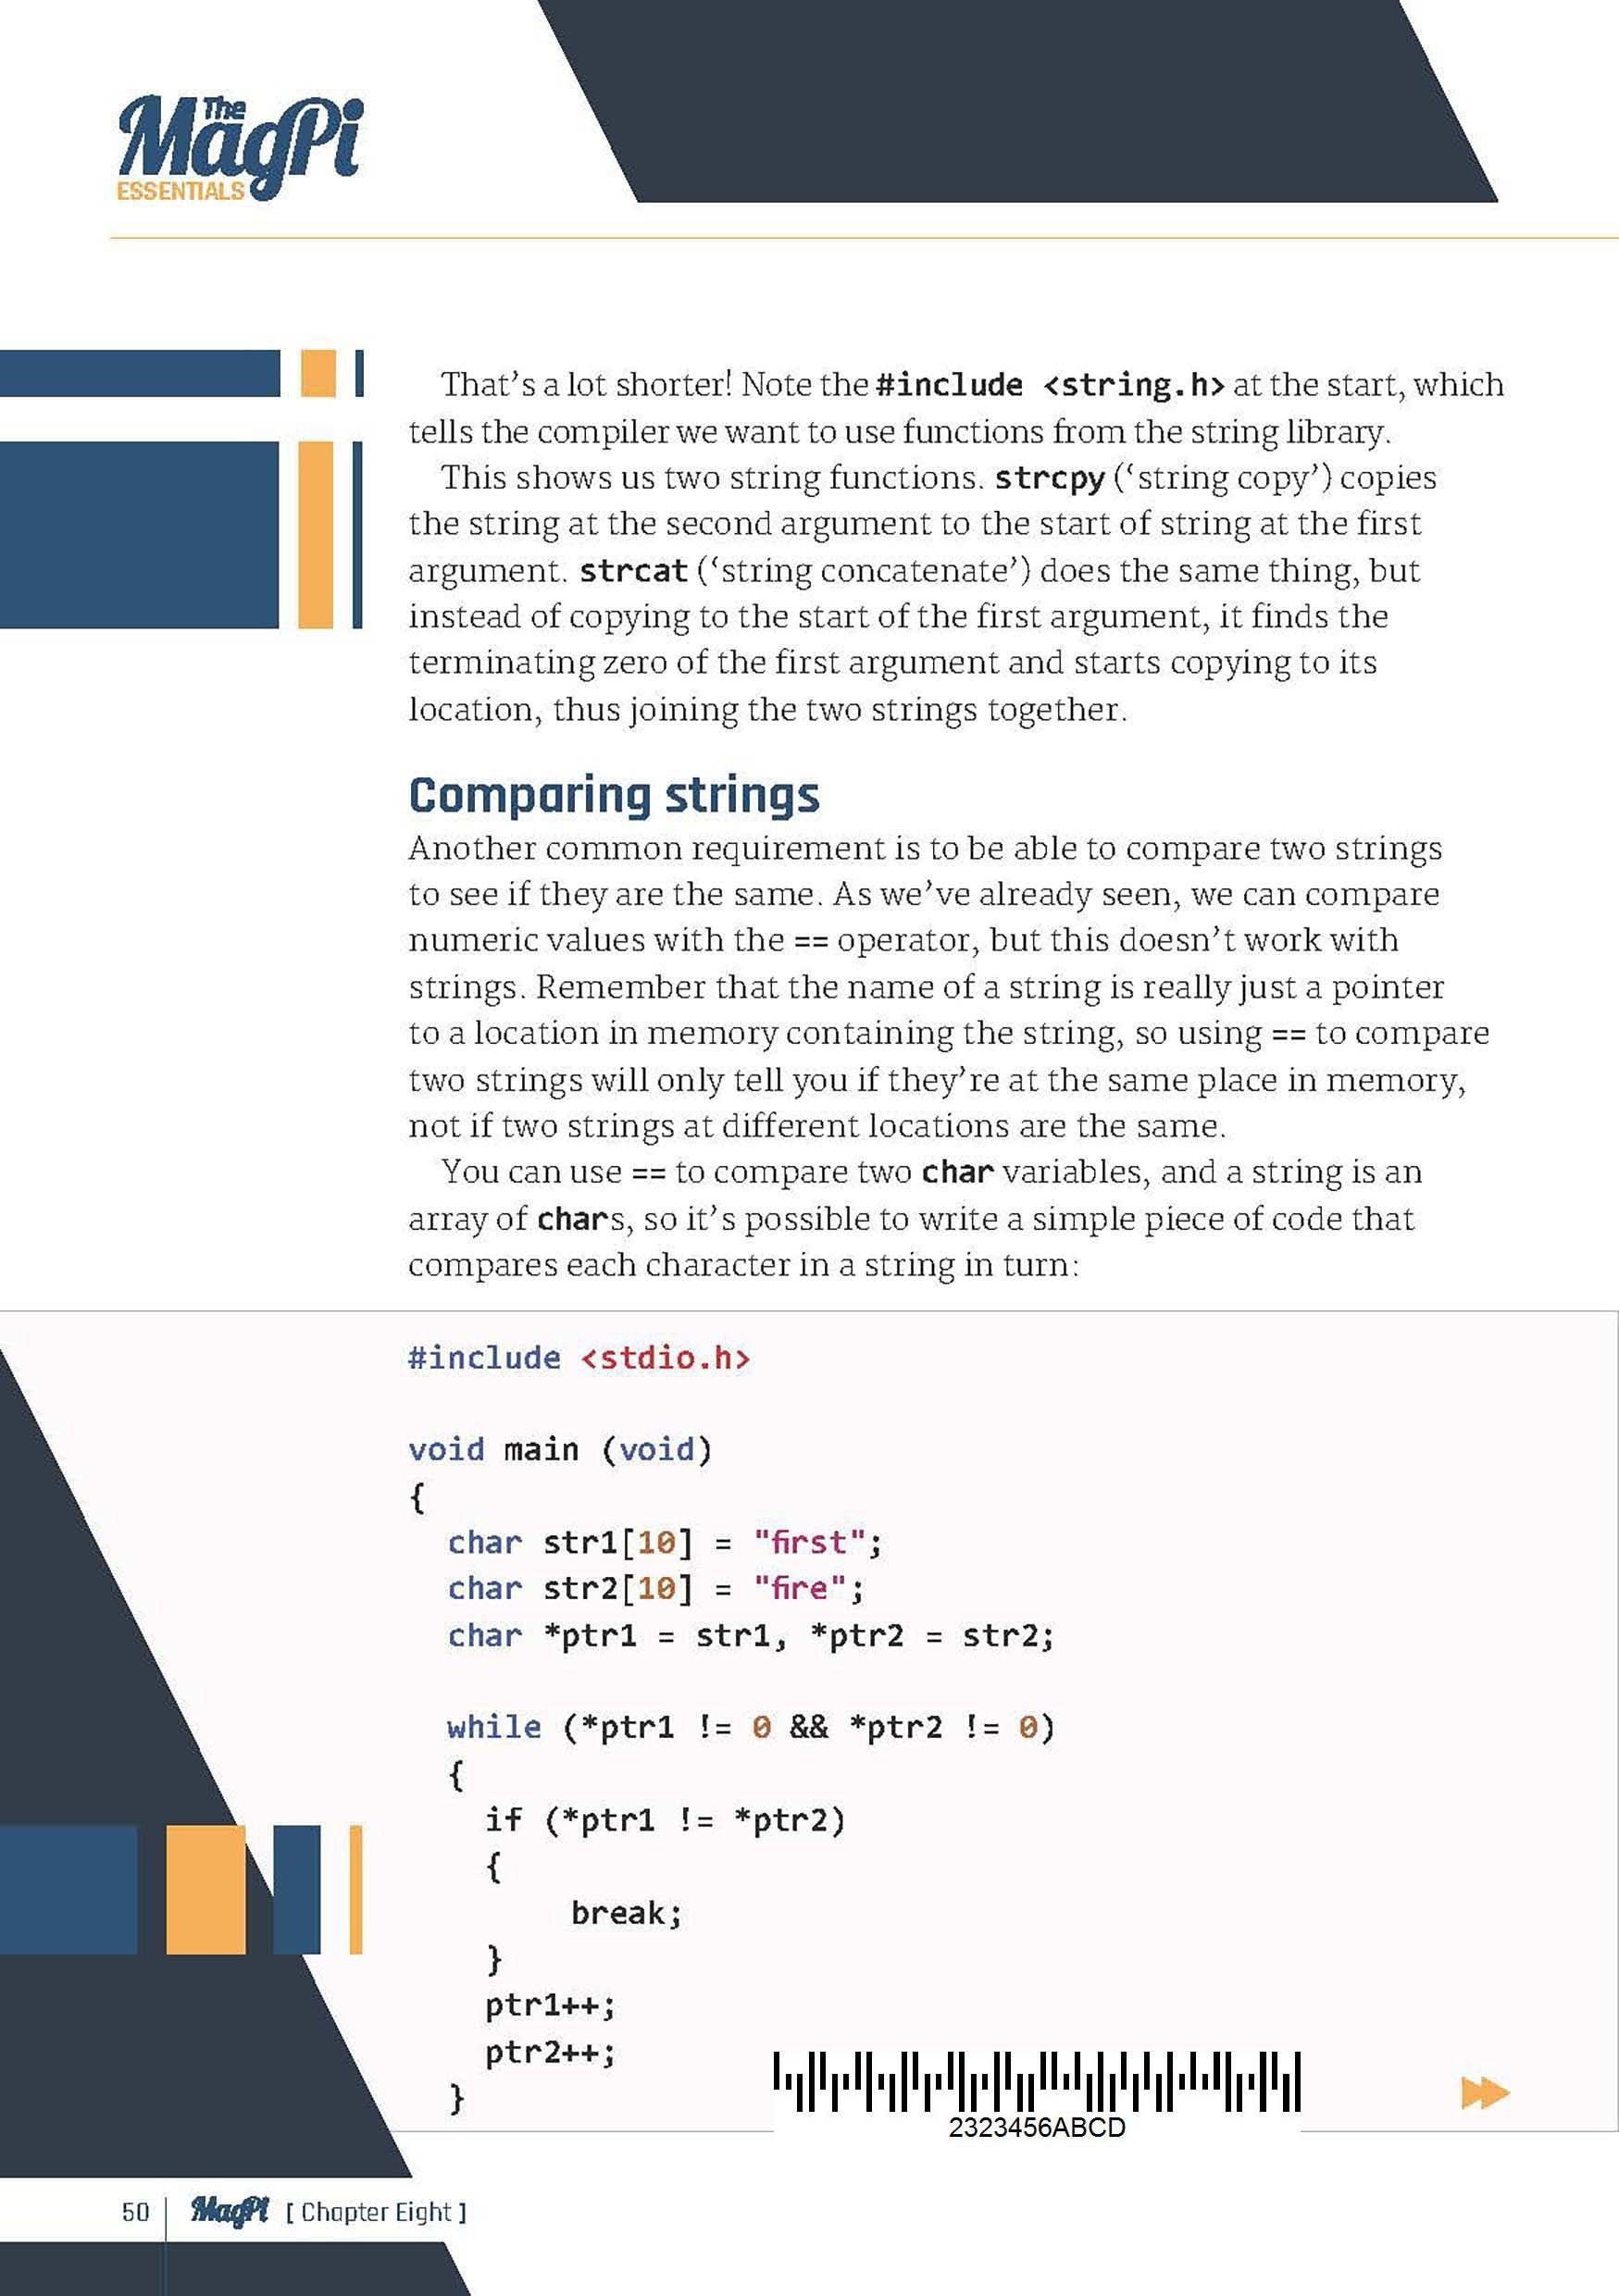 The
MagPi
ESSENTIALS
That’s a lot shorter! Note the #include <string.h> at the start, which
tells the compiler we want to use functions from the string library.
This shows us two string functions. strcpy (‘string copy’) copies
the string at the second argument to the start of string at the first
argument. strcat (‘string concatenate’) does the same thing, but
instead of copying to the start of the first argument, it finds the
terminating zero of the first argument and starts copying to its
location, thus joining the two strings together.
Comparing strings
Another common requirement is to be able to compare two strings
to see if they are the same. As we’ve already seen, we can compare
numeric values with the == operator, but this doesn’t work with
strings. Remember that the name of a string is really just a pointer
to a location in memory containing the string, so using == to compare
two strings will only tell you if they’re at the same place in memory,
not if two strings at different locations are the same.
You can use == to compare two char variables, and a string is an
array of chars, so it’s possible to write a simple piece of code that
compares each character in a string in turn:
#include <stdio.h>
void main (void)
{
char str1[10] = "first";
char str2[10] = "fire";
char *ptr1 = str1, *ptr2 = str2;
while (*ptr1 != 0 && *ptr2 != 0)
{
if (*ptr1 != *ptr2)
{
break;
}
ptr1++;
ptr2++;
}
2323456ABCD
50 MagPi [ Chapter Eight ]